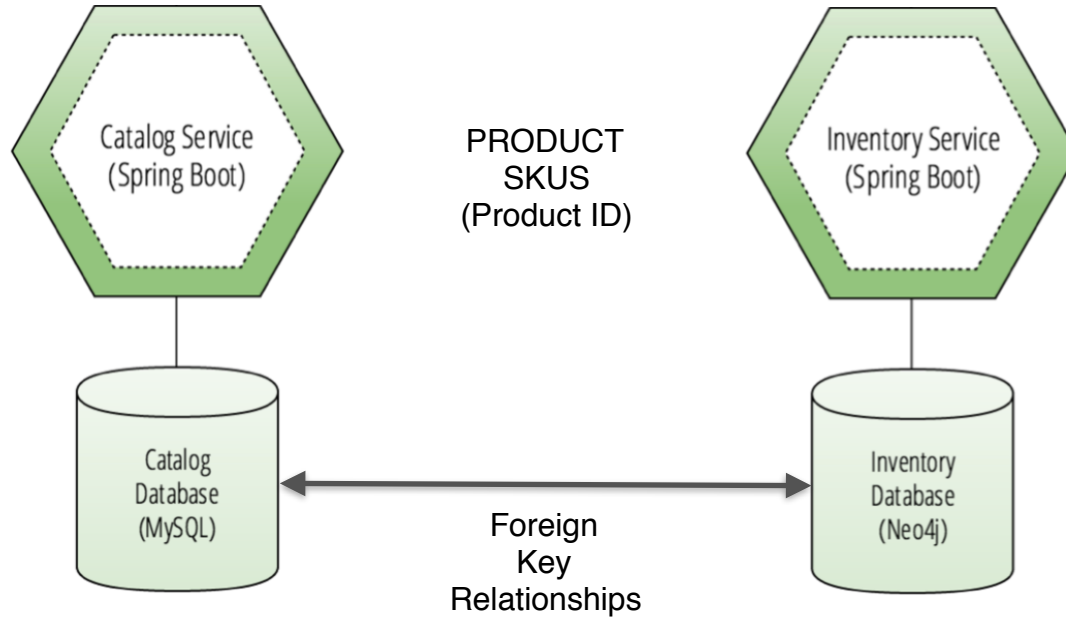 Catalog Service
(Spring Boot)
PRODUCT
SKUS
(Product ID)
Inventory Service
(Spring Boot)
Catalog
Database
(MySQL)
Foreign
Key
Relationships
Inventory
Database
(Neo4j)